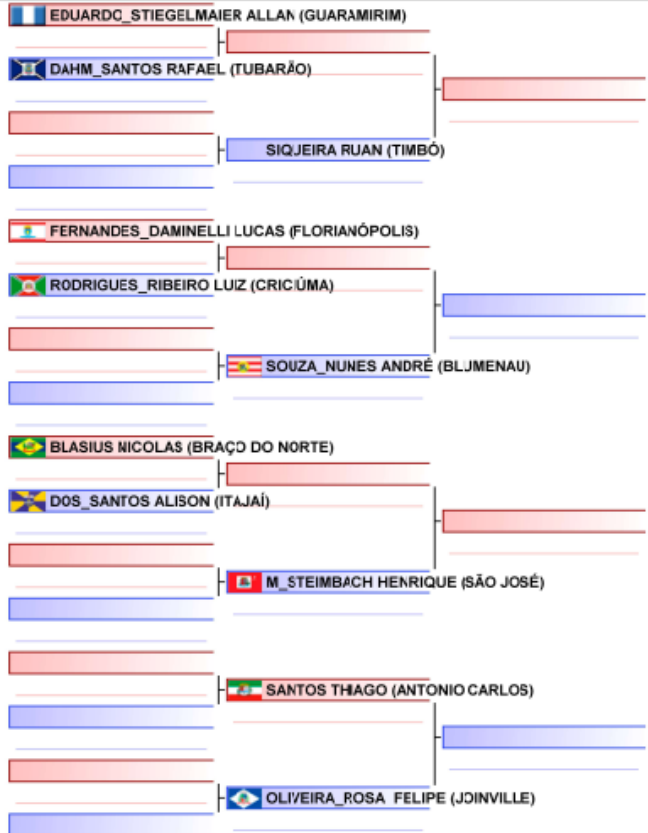 EDUARDO_STIEGELMAIER ALLAN (GUARAMIRIM)
DAHM_SANTOS RAFAEL (TUBARÃO)
SIQUEIRA RUAN (TIMBÓ)
FERNANDES_DAMINELLI LUCAS (FLORIANÓPOLIS)
RODRIGUES_RIBEIRO LUIZ (CRICIÚMA)
SOUZA_NUNES ANDRÉ (BLUMENAU)
BLASIUS NICOLAS (BRAÇO DO NORTE)
DOS_SANTOS ALISON (ITAJAÍ)
M_STEIMBACH HENRIQUE (SÃO JOSÉ)
SANTOS THIAGO (ANTONIO CARLOS)
OLIVEIRA_ROSA FELIPE (JOINVILLE)